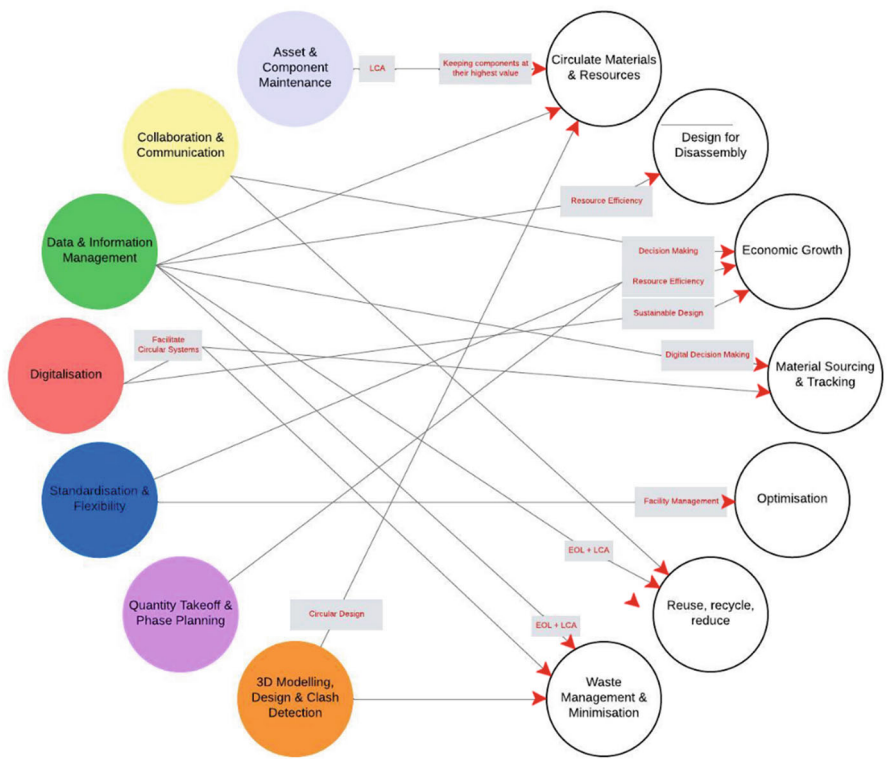 Asset &
Component
Maintenance
LCA
Keeping components at
their highest value
Circulate Materials
& Resources
Collaboration &
Communication
Design for
Disassembly
Resource Efficiency
Data & Information
Management
Decision Making
Economic Growth
Resource Efficiency
Sustainable Design
Facilitate
Circular Systems
Digitalisation
Digital Decision Making
Material Sourcing
& Tracking
Standardisation &
Flexibility
Facility Management
Optimisation
EOL + LCA
Quantity Takeoff &
Phase Planning
Circular Design
Reuse, recycle,
reduce
EOL + LCA
3D Modelling,
Design & Clash
Detection
Waste
Management &
Minimisation